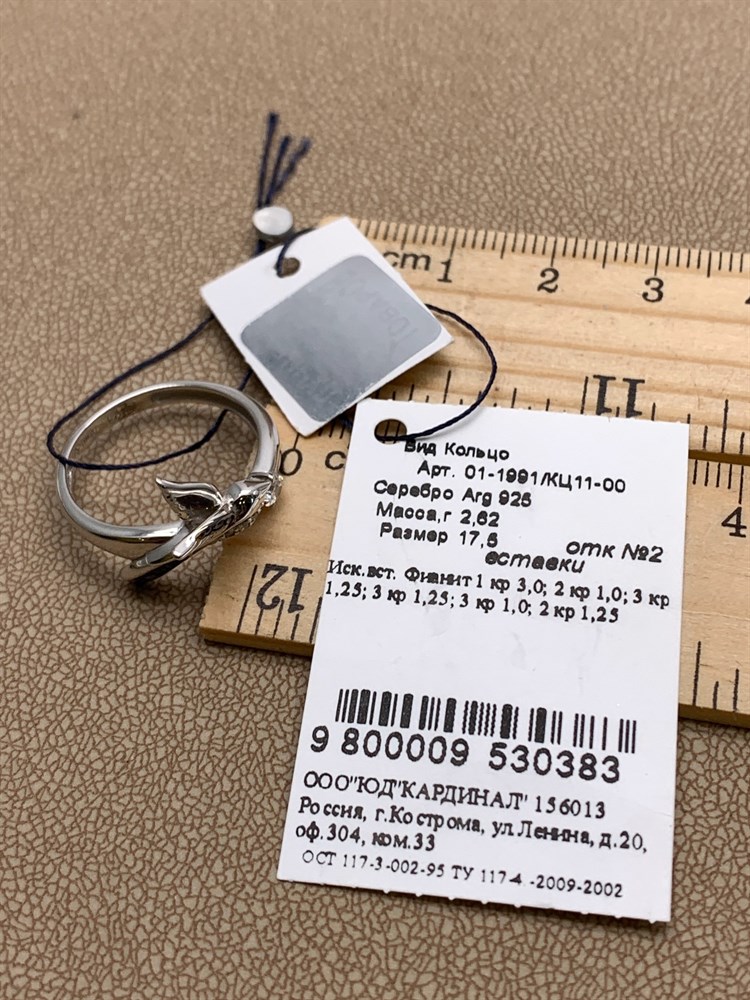 cm 1 2 3
11
0
4
12
Вид Кольцо
Арт. 01-1991/КЦ11-00
Серебро Arg 925
Масса,г 2,62
Размер 17,5
отк №2
вставки
Иск.вст. Фианит 1 кр 3,0; 2 кр 1,0; 3 кр
1,25; 3 кр 1,25; 3 кр 1,0; 2 кр 1,25
9 800009 530383
ООО"ЮД"КАРДИНАЛ" 156013
Россия, г.Кострома, ул.Ленина, д.20,
оф.304, ком.33
ОСТ 117-3-002-95 ТУ 117-4 -2009-2002